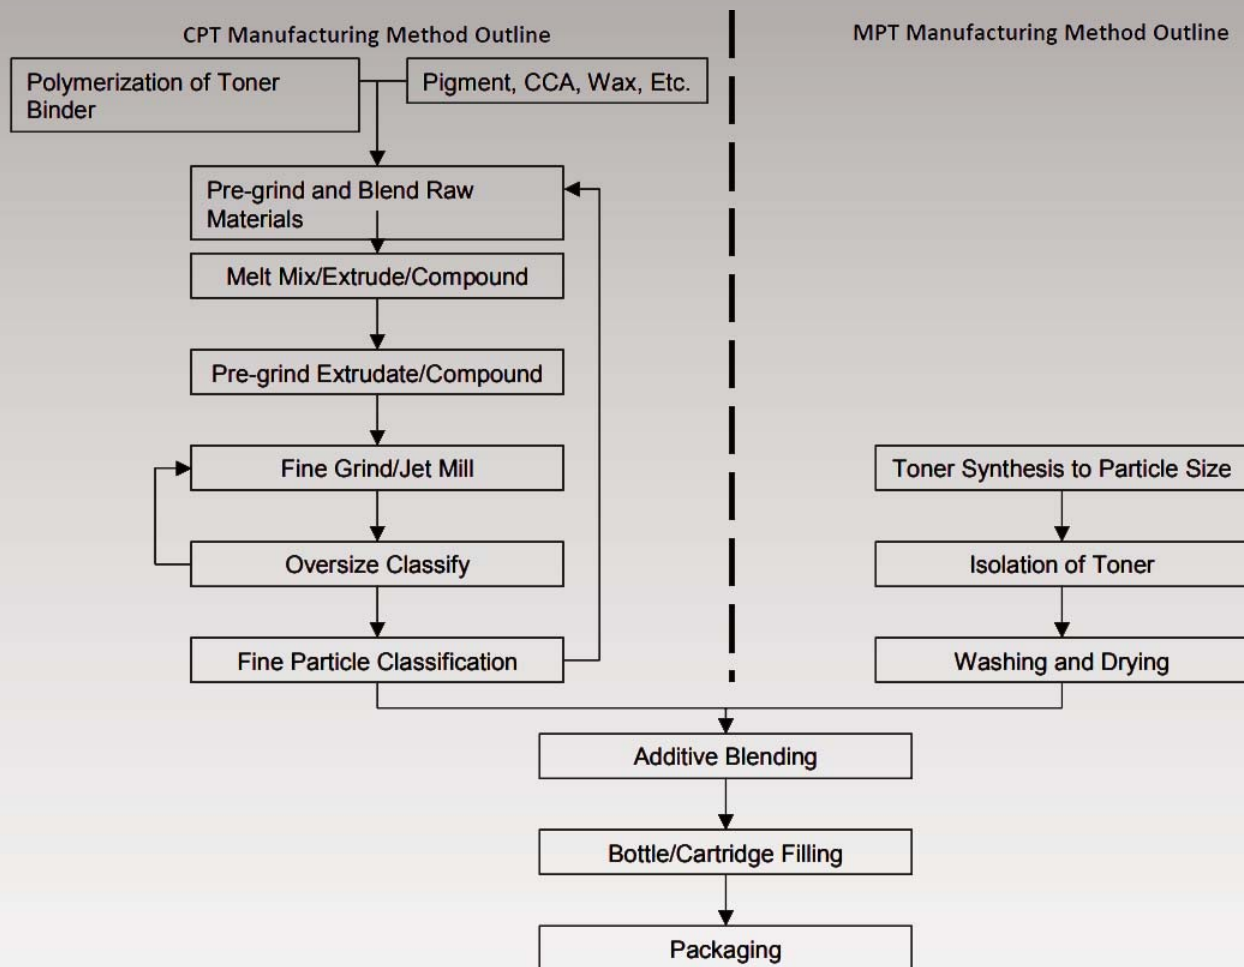 CPT Manufacturing Method Outline
MPT Manufacturing Method Outline
Polymerization of Toner
Binder
Pigment, CCA, Wax, Etc.
Pre-grind and Blend Raw
Materials
Melt Mix/Extrude/Compound
Pre-grind Extrudate/Compound
Fine Grind/Jet Mill
Oversize Classify
Fine Particle Classification
Toner Synthesis to Particle Size
Isolation of Toner
Washing and Drying
Additive Blending
Bottle/Cartridge Filling
Packaging